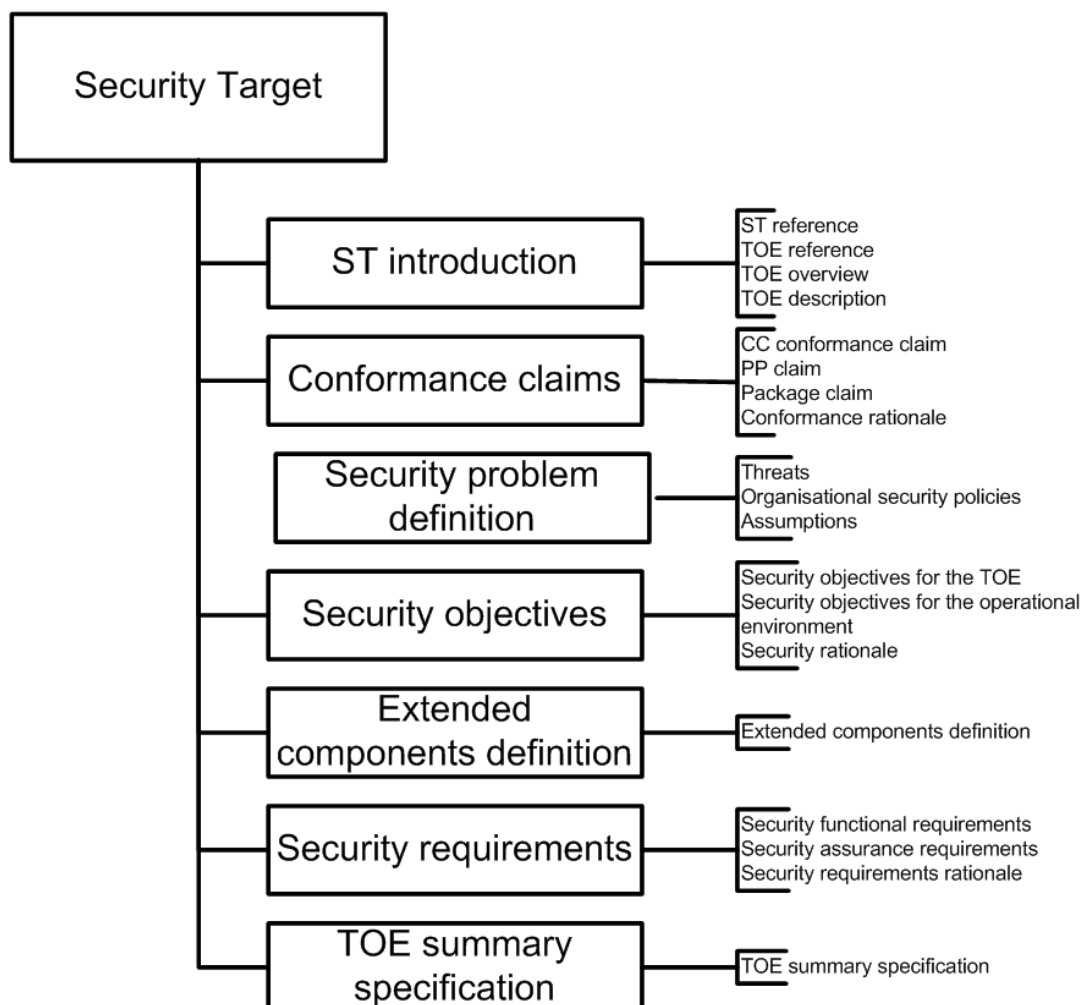 Security Target
ST introduction
ST reference
TOE reference
TOE overview
TOE description
Conformance claims
CC conformance claim
PP claim
Package claim
Conformance rationale
Security problem
definition
Threats
Organisational security policies
Assumptions
Security objectives
Security objectives for the TOE
Security objectives for the operational
environment
Security rationale
Extended
components definition
Extended components definition
Security requirements
Security functional requirements
Security assurance requirements
Security requirements rationale
TOE summary
specification
TOE summary specification